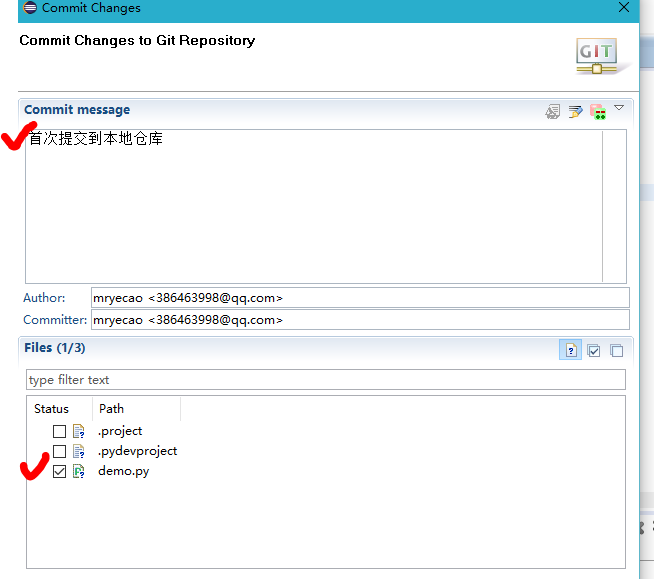 Commit Changes
Commit Changes to Git Repository
GIT
Commit message
首次提交到本地仓库
Author: mryecao <386463998@qq.com>
Committer: mryecao <386463998@qq.com>
Files (1/3)
type filter text
Status Path
.project
.pydevproject
demo.py